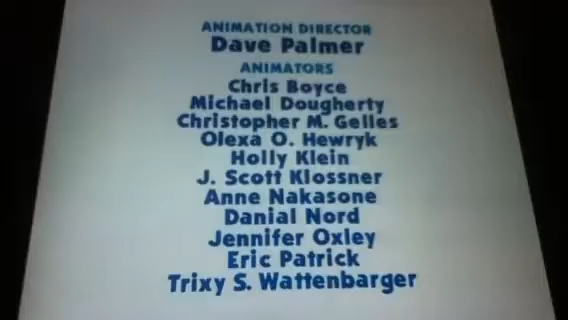 ANIMATION DIRECTOR
Dave Palmer
ANIMATORS
Chris Boyce
Michael Dougherty
Christopher M. Gelles
Olexa O. Hewryk
Holly Klein
J. Scott Klossner
Anne Nakasone
Danial Nord
Jennifer Oxley
Eric Patrick
Trixy S. Wattenbarger